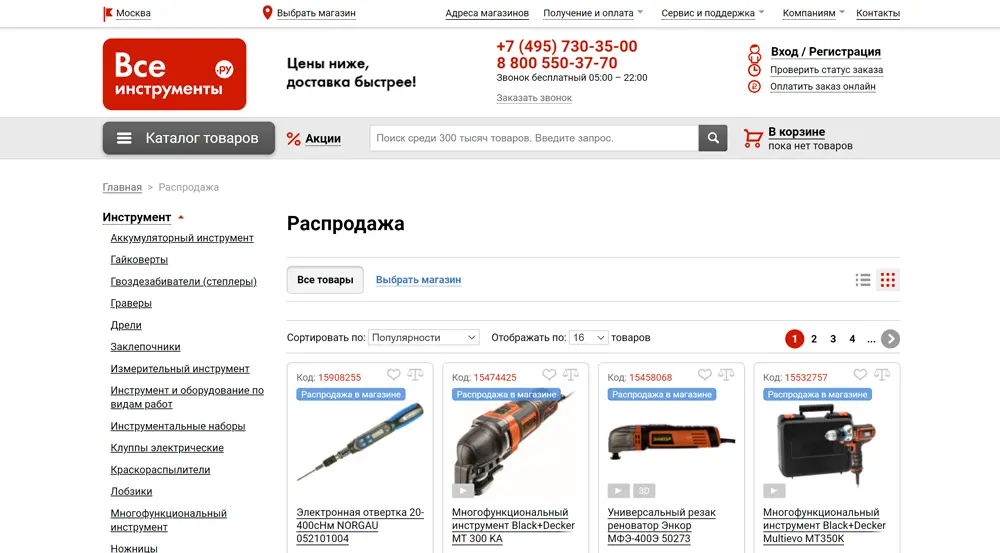 Москва
Выбрать магазин
Адреса магазинов
Получение и оплата
Сервис и поддержка
Компаниям
Контакты
Все
инструменты
.РУ
Цены ниже,
доставка быстрее!
+7 (495) 730-35-00
8 800 550-37-70
Звонок бесплатный 05:00 – 22:00
Заказать звонок
Вход / Регистрация
Проверить статус заказа
Оплатить заказ онлайн
Каталог товаров
Акции
Поиск среди 300 тысяч товаров. Введите запрос.
В корзине
пока нет товаров
Главная > Распродажа
Инструмент
Аккумуляторный инструмент
Гайковерты
Гвоздезабиватели (степлеры)
Граверы
Дрели
Заклепочники
Измерительный инструмент
Инструмент и оборудование по
видам работ
Инструментальные наборы
Клуппы электрические
Краскораспылители
Лобзики
Многофункциональный
инструмент
Ножницы
Распродажа
Все товары
Выбрать магазин
Сортировать по: Популярности
Отображать по: 16 товаров
1 2 3 4 ...
Код: 15908255
Распродажа в магазине
Электронная отвертка 20-
400сНм NORGAU
052101004
Код: 15474425
Распродажа в магазине
Многофункциональный
инструмент Black+Decker
MT 300 KA
Код: 15458068
Распродажа в магазине
3D
Универсальный резак
реноватор Энкор
МФЭ-400Э 50273
Код: 15532757
Распродажа в магазине
Многофункциональный
инструмент Black+Decker
Multievo MT350K